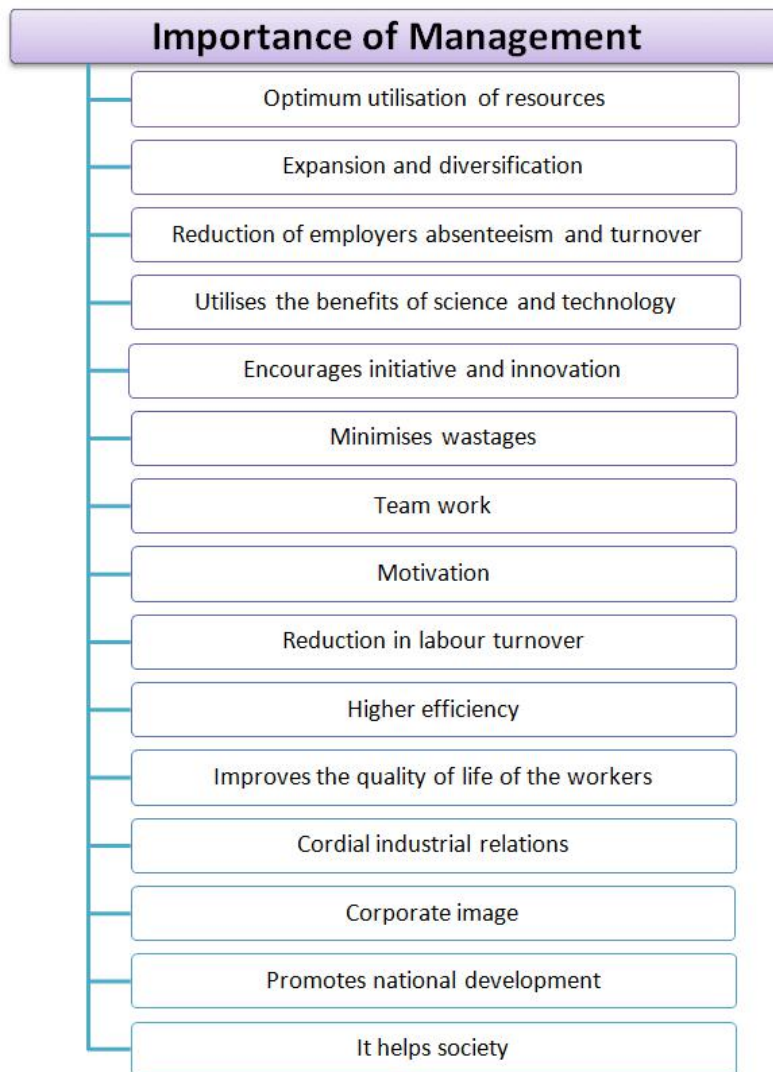 Importance of Management
Optimum utilisation of resources
Expansion and diversification
Reduction of employers absenteeism and turnover
Utilises the benefits of science and technology
Encourages initiative and innovation
Minimises wastages
Team work
Motivation
Reduction in labour turnover
Higher efficiency
Improves the quality of life of the workers
Cordial industrial relations
Corporate image
Promotes national development
It helps society